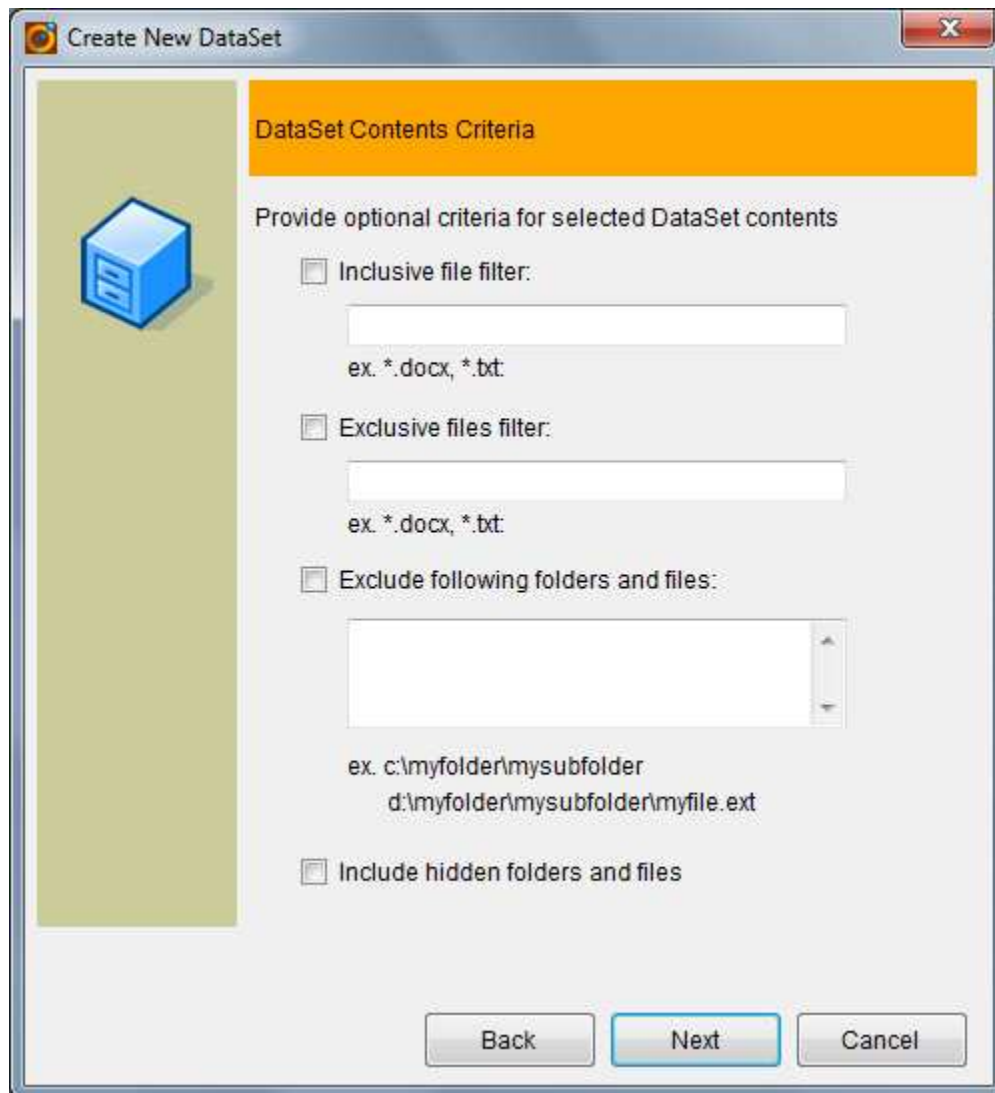 Create New DataSet
DataSet Contents Criteria
Provide optional criteria for selected DataSet contents
Inclusive file filter:
ex. *.docx, *.txt:
Exclusive files filter:
ex. *.docx, *.txt:
Exclude following folders and files:
ex. c:\myfolder\mysubfolder
d:\myfolder\mysubfolder\myfile.ext
Include hidden folders and files
Back Next Cancel